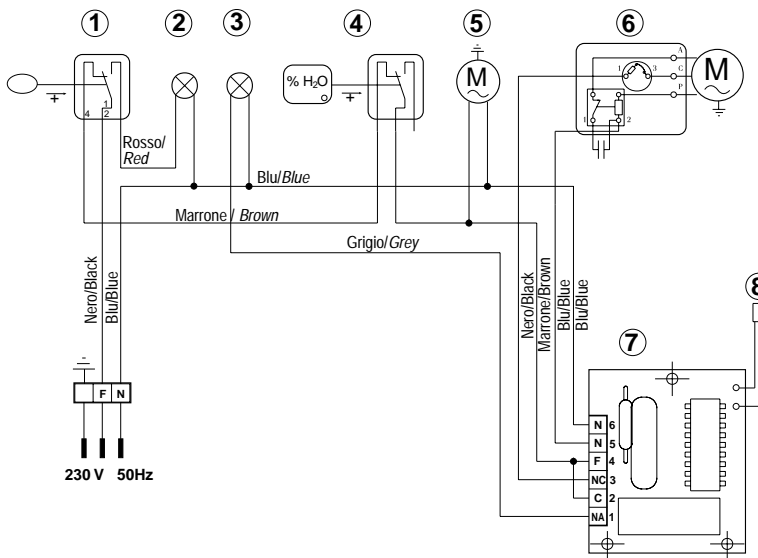 1 2 3 4 5 6
% H₂O
M
M
A
C
P
1 3
1 2
1
4 2
Rosso/
Red
Blu/Blue
Marrone / Brown
Grigio/Grey
Nero/Black
Blu/Blue
Nero/Black
Marrone/Brown
Blu/Blue
Blu/Blue
7
8
F N
230 V 50Hz
N 6
N 5
F 4
NC 3
C 2
NA 1